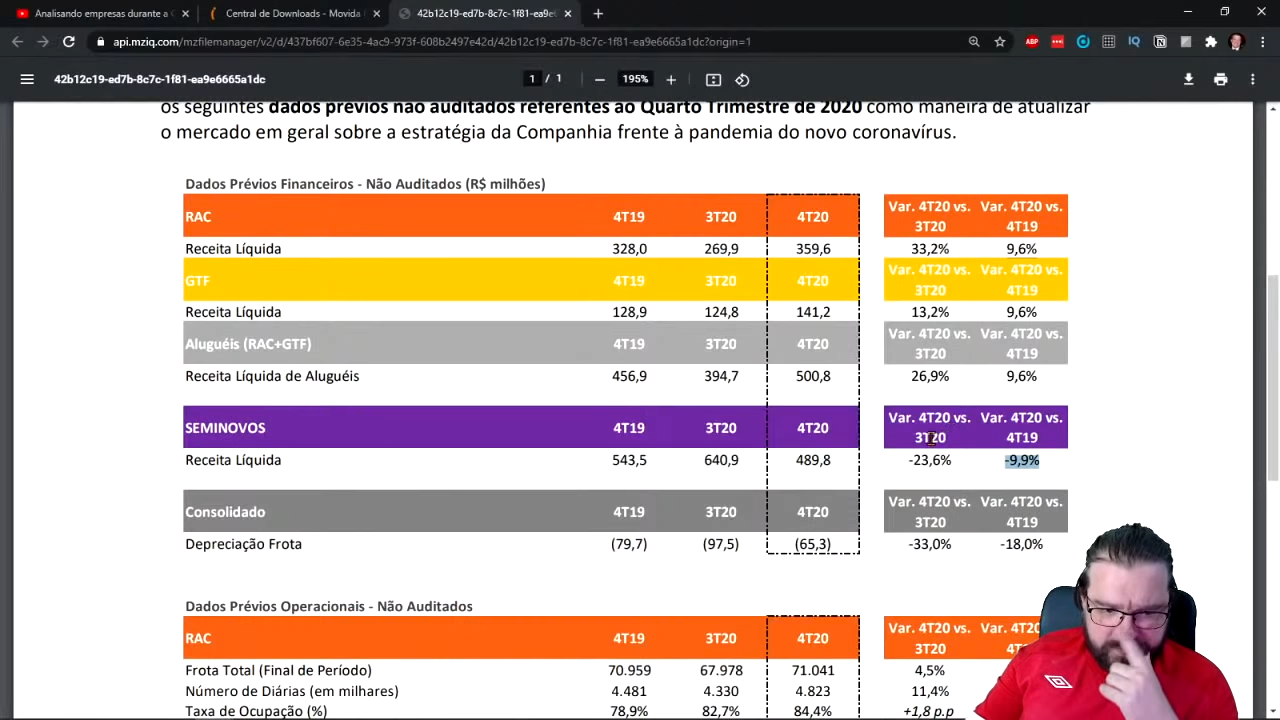 Analisando empresas durante a C
Central de Downloads - Movida
42b12c19-ed7b-8c7c-1f81-ea9e6
api.mziq.com/mzfilemanager/v2/d/437bf607-6e35-4ac9-973f-608b2497e42d/42b12c19-ed7b-8c7c-1f81-ea9e6665a1dc?origin=1
ABP
IQ
42b12c19-ed7b-8c7c-1f81-ea9e6665a1dc
1 / 1
195%
os seguintes dados prévios não auditados referentes ao Quarto Trimestre de 2020 como maneira de atualizar
o mercado em geral sobre a estratégia da Companhia frente à pandemia do novo coronavírus.
Dados Prévios Financeiros - Não Auditados (R$ milhões)
RAC 4T19 3T20 4T20 Var. 4T20 vs. 3T20 Var. 4T20 vs. 4T19
Receita Líquida 328,0 269,9 359,6 33,2% 9,6%
GTF 4T19 3T20 4T20 Var. 4T20 vs. 3T20 Var. 4T20 vs. 4T19
Receita Líquida 128,9 124,8 141,2 13,2% 9,6%
Aluguéis (RAC+GTF) 4T19 3T20 4T20 Var. 4T20 vs. 3T20 Var. 4T20 vs. 4T19
Receita Líquida de Aluguéis 456,9 394,7 500,8 26,9% 9,6%
SEMINOVOS 4T19 3T20 4T20 Var. 4T20 vs. 3T20 Var. 4T20 vs. 4T19
Receita Líquida 543,5 640,9 489,8 -23,6% -9,9%
Consolidado 4T19 3T20 4T20 Var. 4T20 vs. 3T20 Var. 4T20 vs. 4T19
Depreciação Frota (79,7) (97,5) (65,3) -33,0% -18,0%
Dados Prévios Operacionais - Não Auditados
RAC 4T19 3T20 4T20 Var. 4T20 vs. 3T20 Var. 4T20 vs.
Frota Total (Final de Período) 70.959 67.978 71.041 4,5%
Número de Diárias (em milhares) 4.481 4.330 4.823 11,4%
Taxa de Ocupação (%) 78,9% 82,7% 84,4% +1,8 p.p